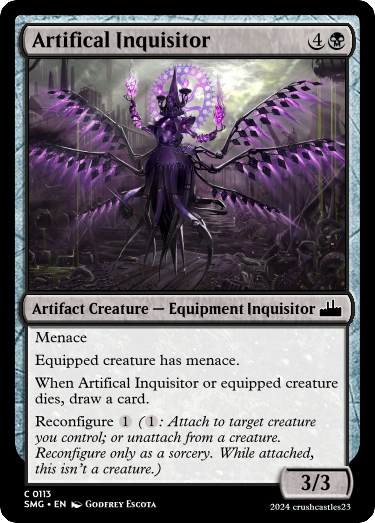 Artifical Inquisitor 4
Artifact Creature — Equipment Inquisitor
Menace
Equipped creature has menace.
When Artifical Inquisitor or equipped creature
dies, draw a card.
Reconfigure 1 (1: Attach to target creature
you control; or unattach from a creature.
Reconfigure only as a sorcery. While attached,
this isn't a creature.)
3/3
C 0113
SMG • EN Godfrey Escota
2024 crushcastles23